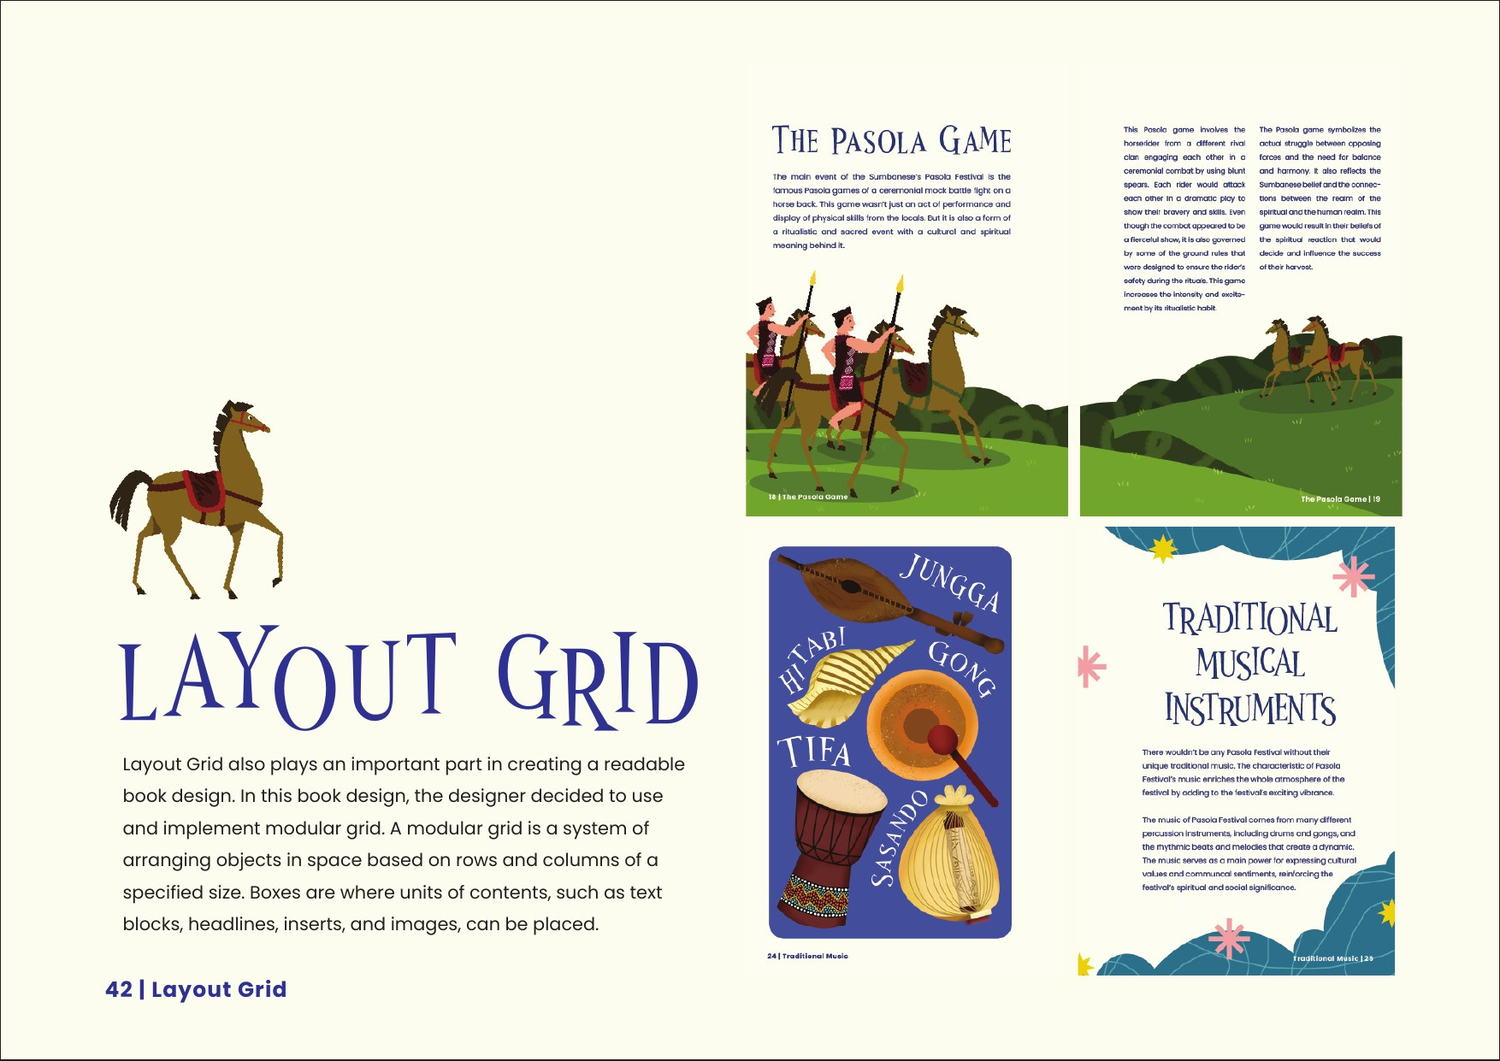 LAYOUT GRID
Layout Grid also plays an important part in creating a readable
book design. In this book design, the designer decided to use
and implement modular grid. A modular grid is a system of
arranging objects in space based on rows and columns of a
specified size. Boxes are where units of contents, such as text
blocks, headlines, inserts, and images, can be placed.
42 | Layout Grid
THE PASOLA GAME
The main event of the Sumbanese's Pasola Festival is the
famous Pasola games of a ceremonial mock battle fight on a
horse back. This game wasn't just an act of performance and
display of physical skills from the locals. But it is also a form of
a ritualistic and sacred event with a cultural and spiritual
meaning behind it.
18 | The Pasola Game
This Pasola game involves the
horserider from a different rival
clan engaging each other in a
ceremonial combat by using blunt
spears. Each rider would attack
each other in a dramatic play to
show their bravery and skills. Even
though the combat appeared to be
a fierceful show, it is also governed
by some of the ground rules that
were designed to ensure the rider's
safety during the rituals. This game
increases the intensity and excite-
ment by its ritualistic habit.
The Pasola game symbolizes the
actual struggle between opposing
forces and the need for balance
and harmony. It also reflects the
Sumbanese belief and the connec-
tions between the realm of the
spiritual and the human realm. This
game would result in their beliefs of
the spiritual reaction that would
decide and influence the success
of their harvest.
The Pasola Game | 19
JUNGGA
HITABI
GONG
TIFA
SASANDO
24 | Traditional Music
TRADITIONAL
MUSICAL
INSTRUMENTS
There wouldn't be any Pasola Festival without their
unique traditional music. The characteristic of Pasola
Festival's music enriches the whole atmosphere of the
festival by adding to the festival's exciting vibrance.
The music of Pasola Festival comes from many different
percussion instruments, including drums and gongs, and
the rhythmic beats and melodies that create a dynamic.
The music serves as a main power for expressing cultural
values and communcal sentiments, reinforcing the
festival's spiritual and social significance.
Traditional Music | 25